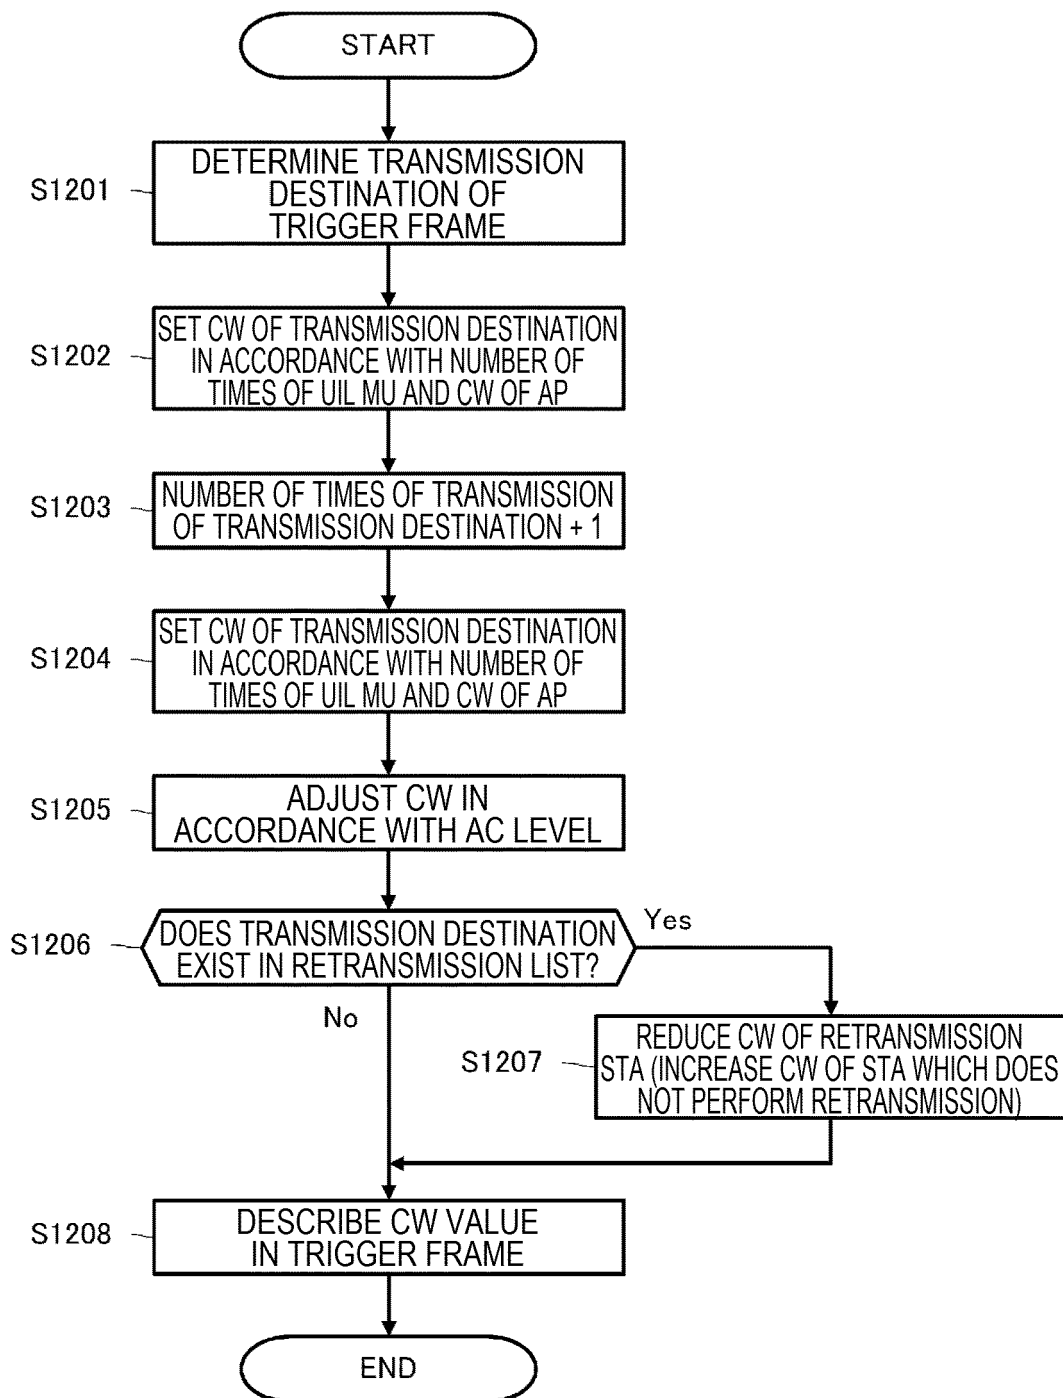 START
S1201
DETERMINE TRANSMISSION
DESTINATION OF
TRIGGER FRAME
S1202
SET CW OF TRANSMISSION DESTINATION
IN ACCORDANCE WITH NUMBER OF
TIMES OF UIL MU AND CW OF AP
S1203
NUMBER OF TIMES OF TRANSMISSION
OF TRANSMISSION DESTINATION + 1
S1204
SET CW OF TRANSMISSION DESTINATION
IN ACCORDANCE WITH NUMBER OF
TIMES OF UIL MU AND CW OF AP
S1205
ADJUST CW IN
ACCORDANCE WITH AC LEVEL
S1206
DOES TRANSMISSION DESTINATION
EXIST IN RETRANSMISSION LIST?
Yes
No
S1207
REDUCE CW OF RETRANSMISSION
STA (INCREASE CW OF STA WHICH DOES
NOT PERFORM RETRANSMISSION)
S1208
DESCRIBE CW VALUE
IN TRIGGER FRAME
END